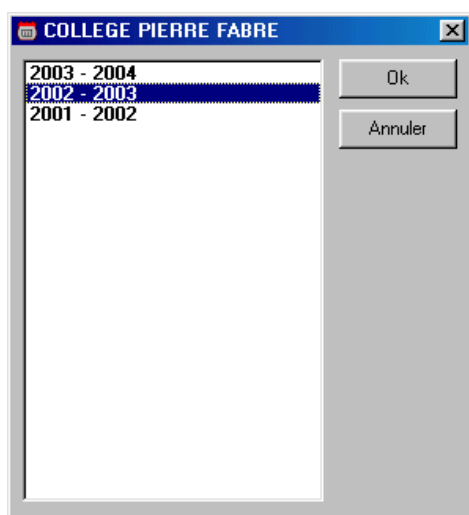 COLLEGE PIERRE FABRE
2003 - 2004
2002 - 2003
2001 - 2002
Ok
Annuler